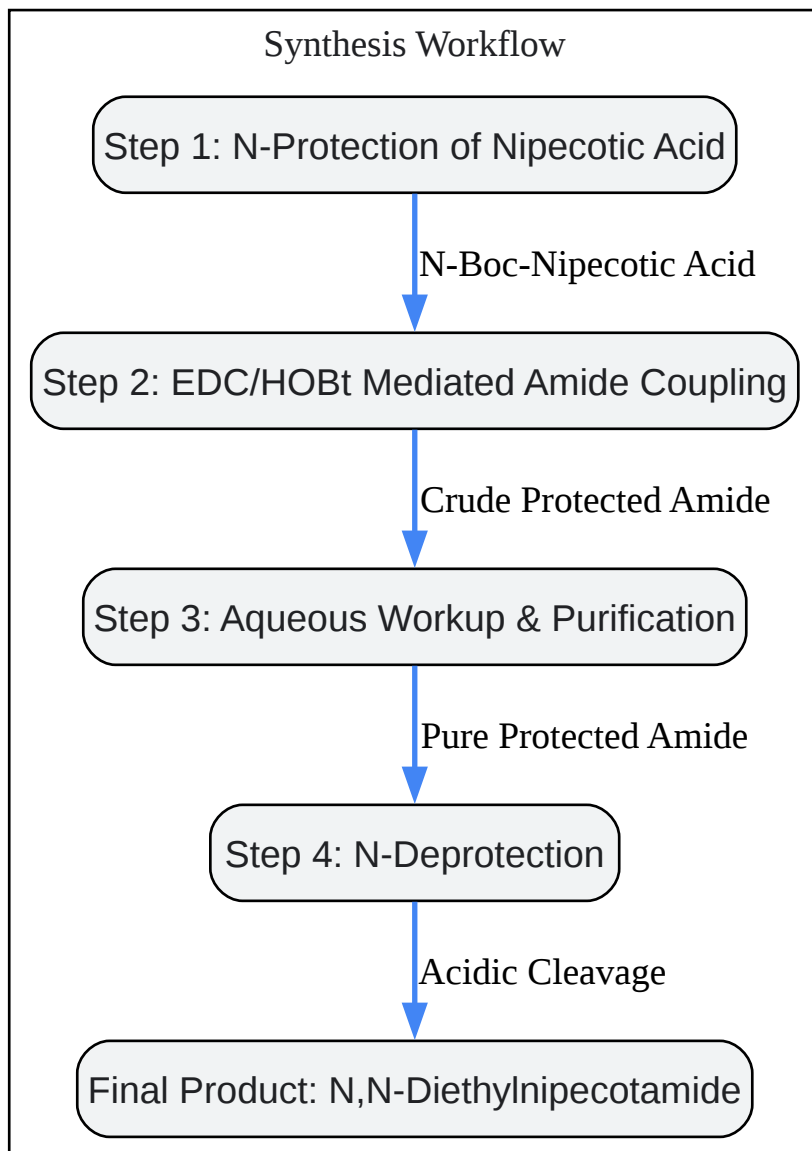 Synthesis Workflow
Step 1: N-Protection of Nipecotic Acid
N-Boc-Nipecotic Acid
Step 2: EDC/HOBt Mediated Amide Coupling
Crude Protected Amide
Step 3: Aqueous Workup & Purification
Pure Protected Amide
Step 4: N-Deprotection
Acidic Cleavage
Final Product: N,N-Diethylnipecotamide